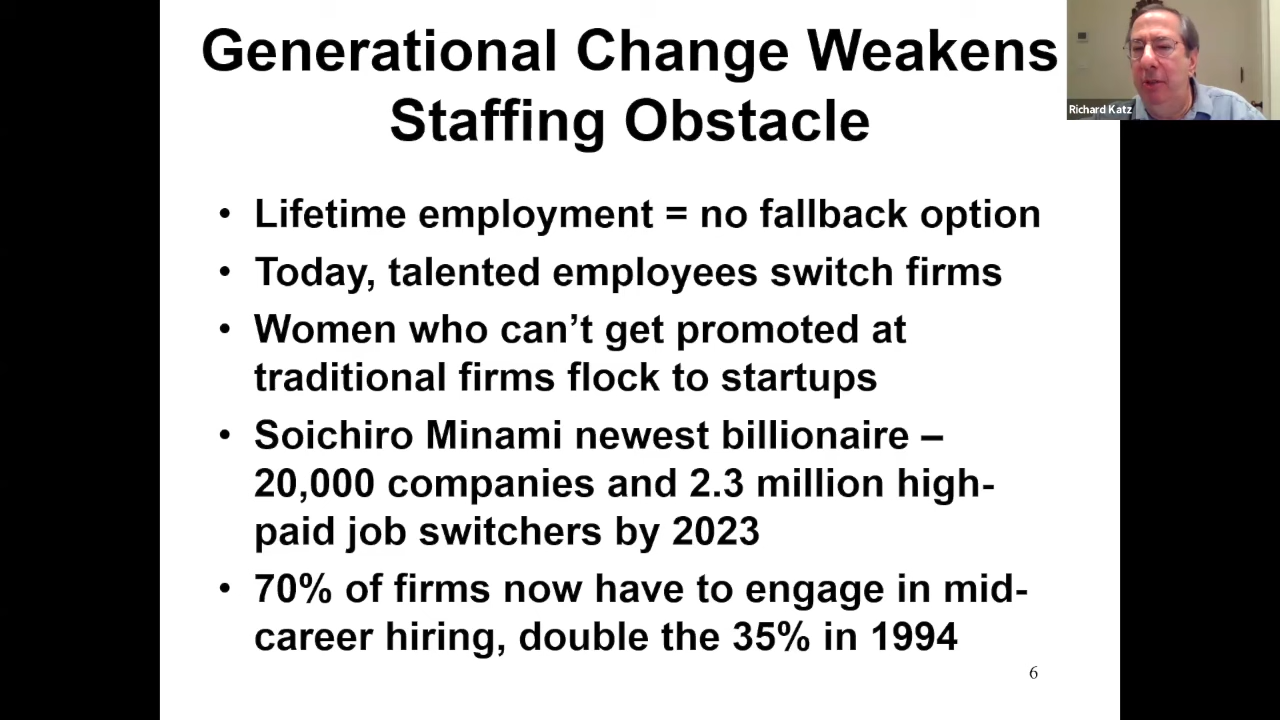 Generational Change Weakens
Staffing Obstacle
Richard Katz
• Lifetime employment = no fallback option
• Today, talented employees switch firms
• Women who can’t get promoted at
traditional firms flock to startups
• Soichiro Minami newest billionaire –
20,000 companies and 2.3 million high-
paid job switchers by 2023
• 70% of firms now have to engage in mid-
career hiring, double the 35% in 1994
6